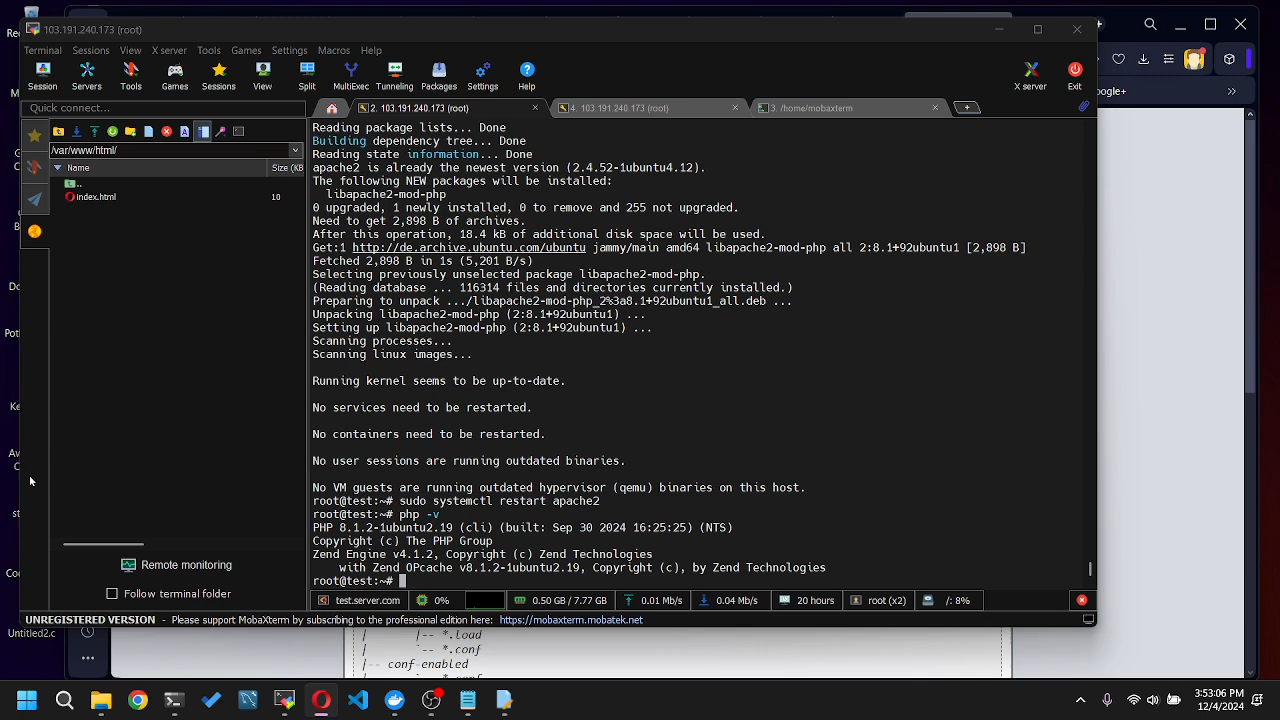 103.191.240.173 (root)
Terminal Sessions View X server Tools Games Settings Macros Help
Session Servers Tools Games Sessions View Split MultiExec Tunneling Packages Settings Help X server Exit
Quick connect...
2. 103.191.240.173 (root)
4. 103.191.240.173 (root)
3. /home/mobaxterm
oogle+
/var/www/html/
Name Size (KB
..
index.html 10
Reading package lists... Done
Building dependency tree... Done
Reading state information... Done
apache2 is already the newest version (2.4.52-1ubuntu4.12).
The following NEW packages will be installed:
libapache2-mod-php
0 upgraded, 1 newly installed, 0 to remove and 255 not upgraded.
Need to get 2,898 B of archives.
After this operation, 18.4 kB of additional disk space will be used.
Get:1 http://de.archive.ubuntu.com/ubuntu jammy/main amd64 libapache2-mod-php all 2:8.1+92ubuntu1 [2,898 B]
Fetched 2,898 B in 1s (5,201 B/s)
Selecting previously unselected package libapache2-mod-php.
(Reading database ... 116314 files and directories currently installed.)
Preparing to unpack .../libapache2-mod-php_2%3a8.1+92ubuntu1_all.deb ...
Unpacking libapache2-mod-php (2:8.1+92ubuntu1) ...
Setting up libapache2-mod-php (2:8.1+92ubuntu1) ...
Scanning processes...
Scanning linux images...
Running kernel seems to be up-to-date.
No services need to be restarted.
No containers need to be restarted.
No user sessions are running outdated binaries.
No VM guests are running outdated hypervisor (qemu) binaries on this host.
root@test:~# sudo systemctl restart apache2
root@test:~# php -v
PHP 8.1.2-1ubuntu2.19 (cli) (built: Sep 30 2024 16:25:25) (NTS)
Copyright (c) The PHP Group
Zend Engine v4.1.2, Copyright (c) Zend Technologies
with Zend OPcache v8.1.2-1ubuntu2.19, Copyright (c), by Zend Technologies
root@test:~#
Remote monitoring
Follow terminal folder
test.server.com 0% 0.50 GB / 7.77 GB 0.01 Mb/s 0.04 Mb/s 20 hours root (x2) /: 8%
UNREGISTERED VERSION - Please support MobaXterm by subscribing to the professional edition here: https://mobaxterm.mobatek.net
Untitled2.c
|-- *.load
`-- *.conf
|-- conf-enabled
3:53:06 PM
12/4/2024